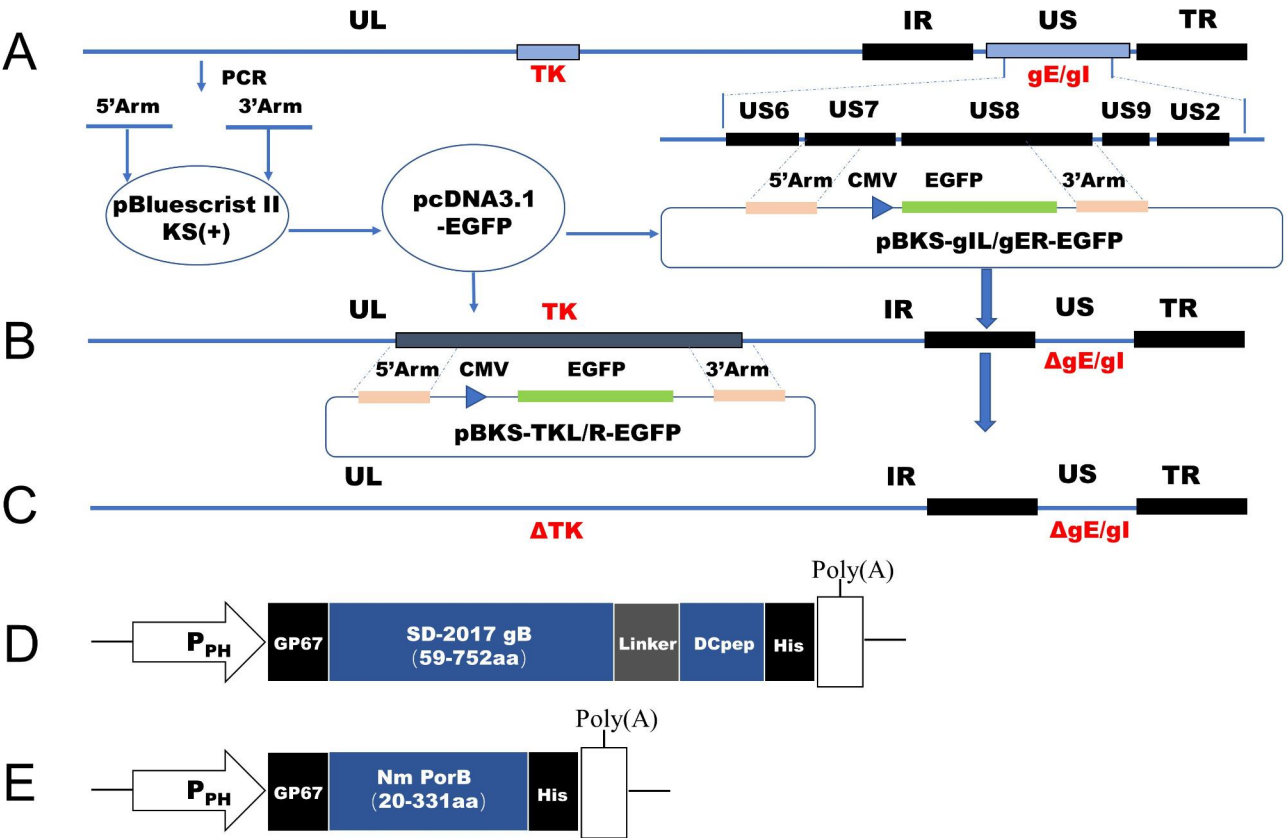 A
UL
IR
US
TR
TK
gE/gI
PCR
5'Arm
3'Arm
US6
US7
US8
US9
US2
pBluescrist II
KS(+)
pcDNA3.1
-EGFP
5'Arm
CMV
EGFP
3'Arm
pBKS-gIL/gER-EGFP
B
UL
TK
IR
US
TR
ΔgE/gI
5'Arm
CMV
EGFP
3'Arm
pBKS-TKL/R-EGFP
C
UL
IR
US
TR
ΔTK
ΔgE/gI
D
PPH
GP67
SD-2017 gB
(59-752aa)
Linker
DCpep
His
Poly(A)
E
PPH
GP67
Nm PorB
(20-331aa)
His
Poly(A)